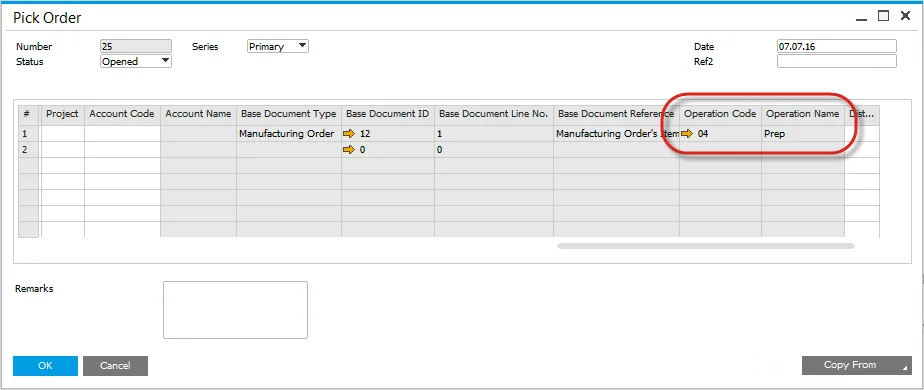 Pick Order
Number 25 Series Primary Date 07.07.16
Status Opened Ref2
# Project Account Code Account Name Base Document Type Base Document ID Base Document Line No. Base Document Reference Operation Code Operation Name Dist...
1 Manufacturing Order 12 1 Manufacturing Order's Item 04 Prep
2 0 0
Remarks
OK Cancel Copy From